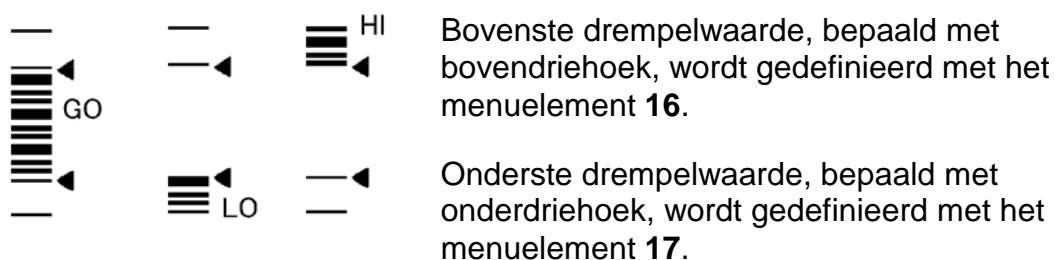 HI
GO
LO
Bovenste drempelwaarde, bepaald met
bovendriehoek, wordt gedefinieerd met het
menuelement 16.
Onderste drempelwaarde, bepaald met
onderdriehoek, wordt gedefinieerd met het
menuelement 17.